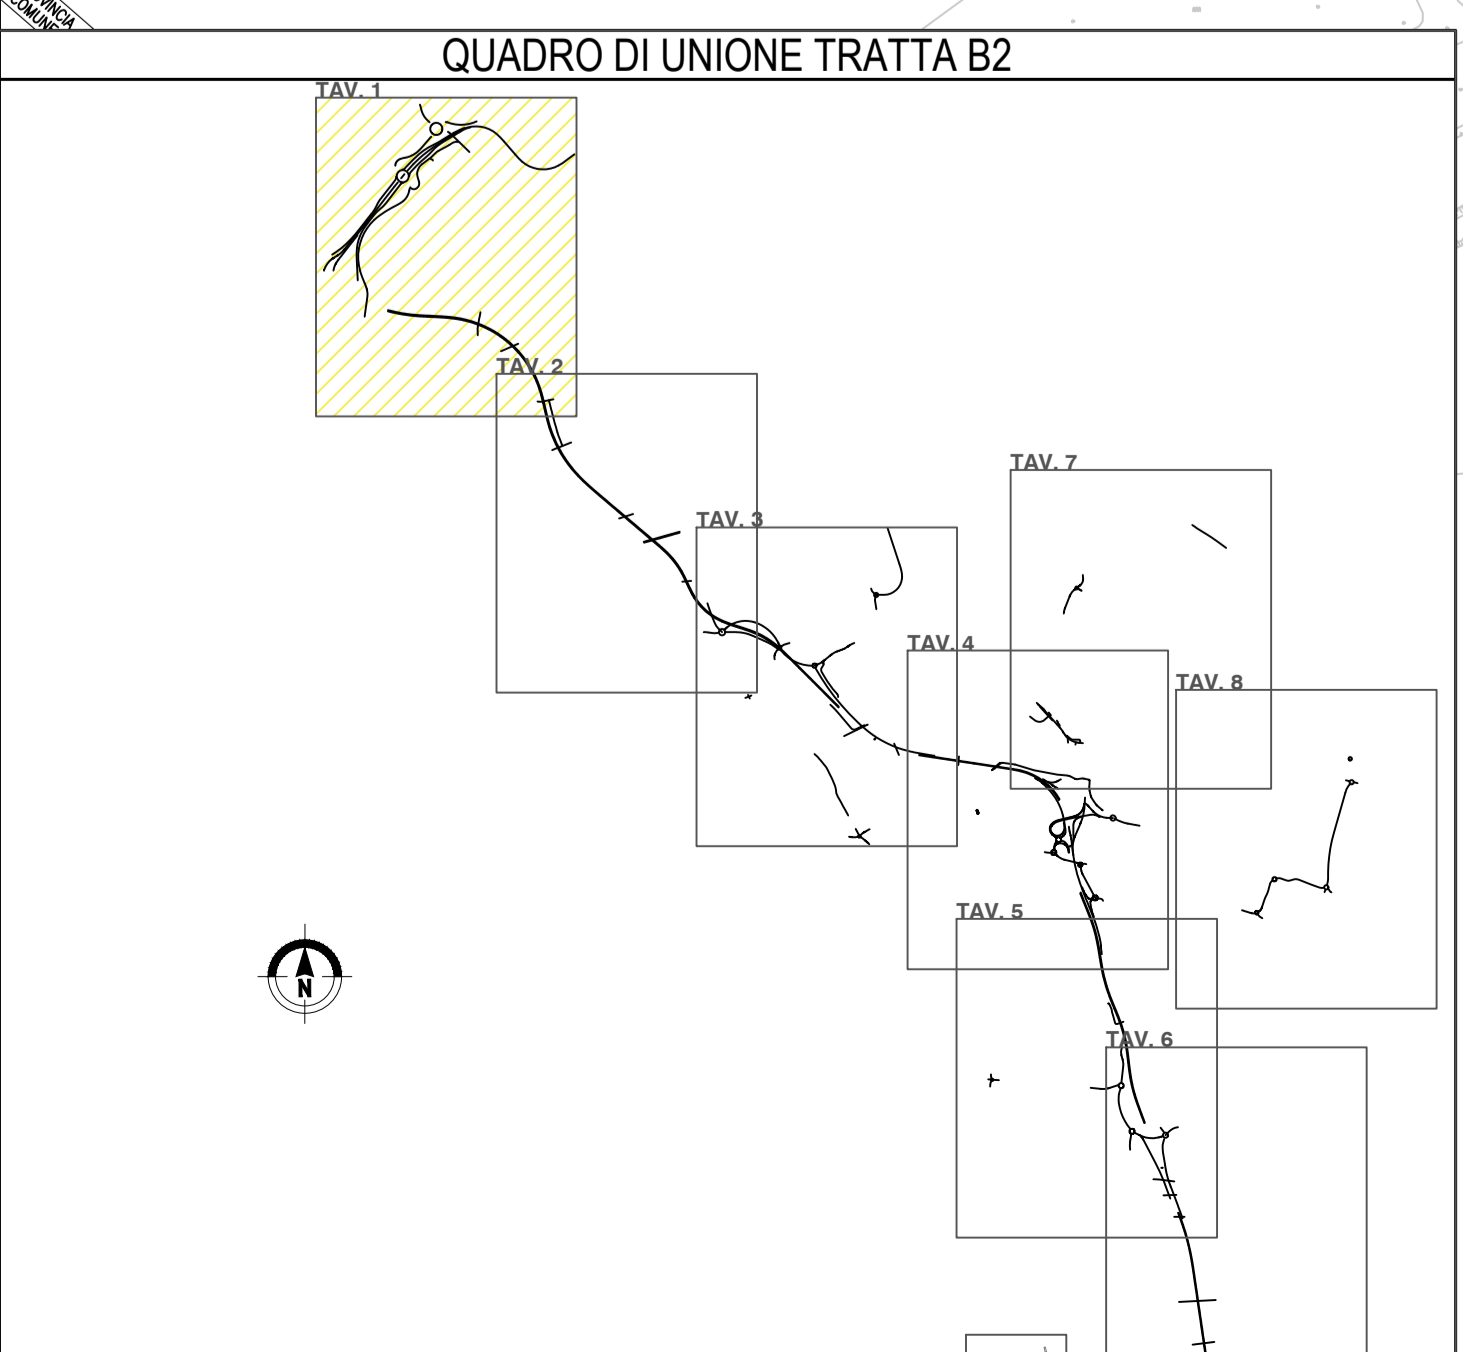 COMUNE
QUADRO DI UNIONE TRATTA B2
TAV. 1
TAV. 2
TAV. 7
TAV. 3
TAV. 4
TAV. 8
TAV. 5
N
TAV. 6